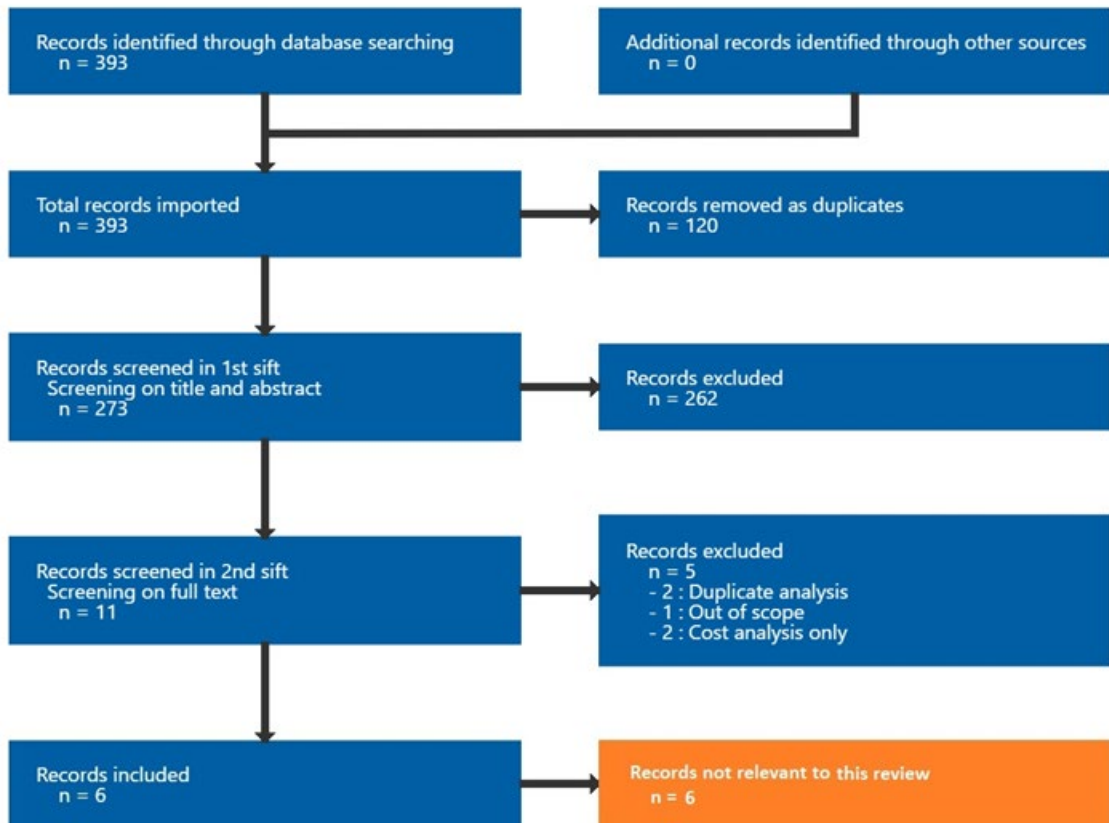 Records identified through database searching
n = 393
Additional records identified through other sources
n = 0
Total records imported
n = 393
Records removed as duplicates
n = 120
Records screened in 1st sift
Screening on title and abstract
n = 273
Records excluded
n = 262
Records screened in 2nd sift
Screening on full text
n = 11
Records excluded
n = 5
- 2 : Duplicate analysis
- 1 : Out of scope
- 2 : Cost analysis only
Records included
n = 6
Records not relevant to this review
n = 6